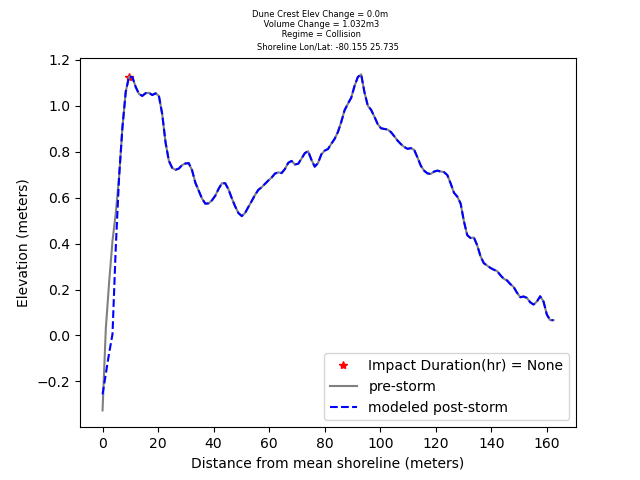 Dune Crest Elev Change = 0.0m
Volume Change = 1.032m3
Regime = Collision
Shoreline Lon/Lat: -80.155 25.735
1.2
1.0
0.8
0.6
0.4
0.2
0.0
−0.2
Elevation (meters)
Impact Duration(hr) = None
pre-storm
modeled post-storm
0 20 40 60 80 100 120 140 160
Distance from mean shoreline (meters)